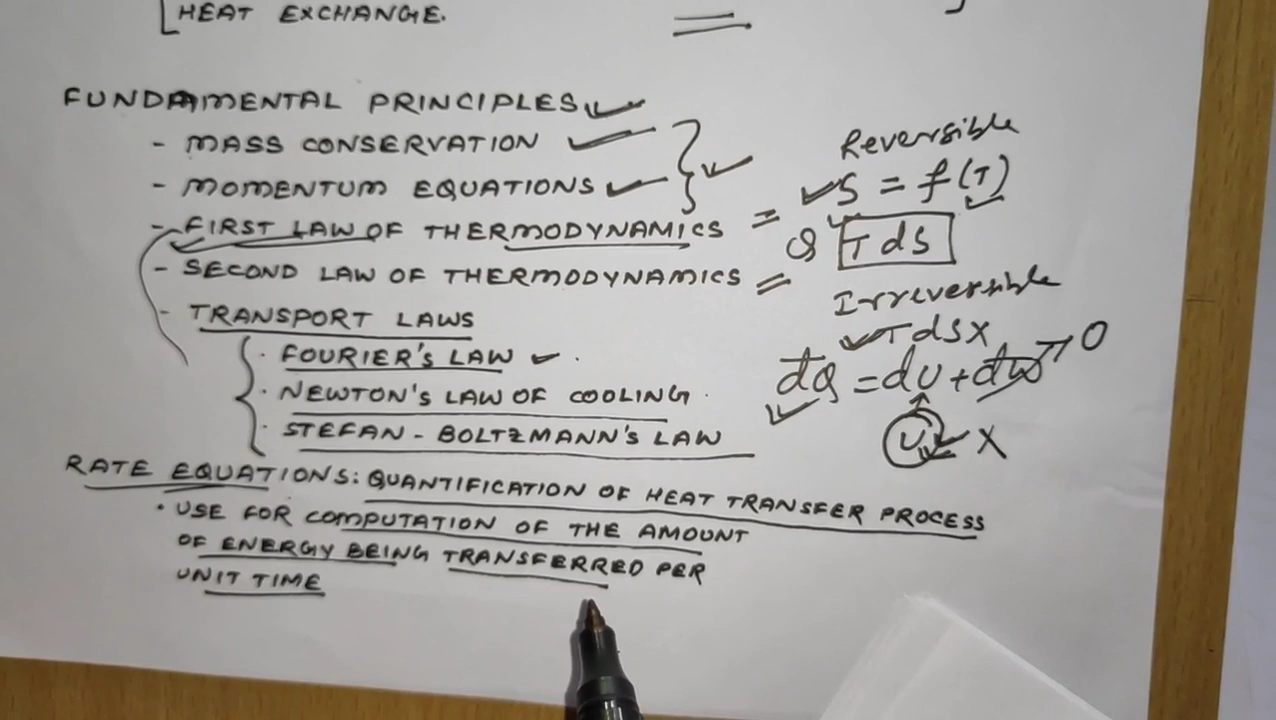 HEAT EXCHANGE.
FUNDAMENTAL PRINCIPLES
- MASS CONSERVATION
- MOMENTUM EQUATIONS
- FIRST LAW OF THERMODYNAMICS =
- SECOND LAW OF THERMODYNAMICS =
- TRANSPORT LAWS
· FOURIER'S LAW
· NEWTON'S LAW OF COOLING
· STEFAN - BOLTZMANN'S LAW
RATE EQUATIONS: QUANTIFICATION OF HEAT TRANSFER PROCESS
· USE FOR COMPUTATION OF THE AMOUNT
OF ENERGY BEING TRANSFERRED PER
UNIT TIME
Reversible
S = f(T)
TdS
Irreversible
TdS X
dQ = dU + dW 0
U X